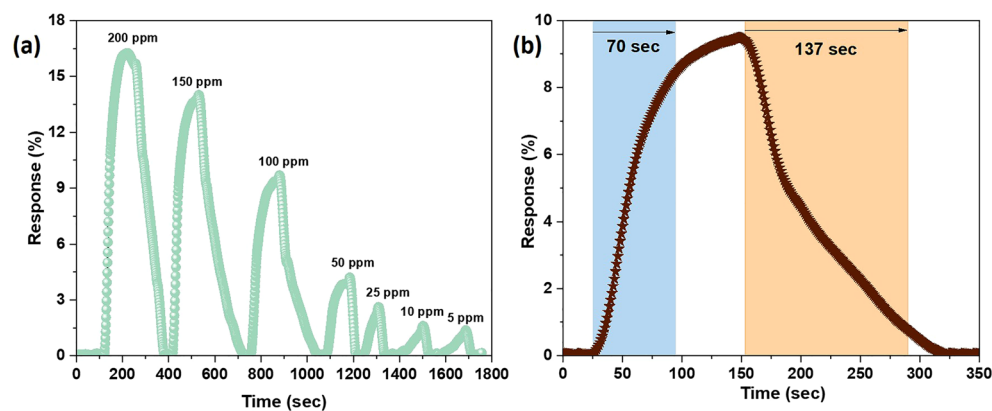 (a)
200 ppm
150 ppm
100 ppm
50 ppm
25 ppm
10 ppm
5 ppm
18
15
12
9
6
3
0
Response (%)
0
200
400
600
800
1000
1200
1400
1600
1800
Time (sec)
(b)
70 sec
137 sec
10
8
6
4
2
0
Response (%)
0
50
100
150
200
250
300
350
Time (sec)